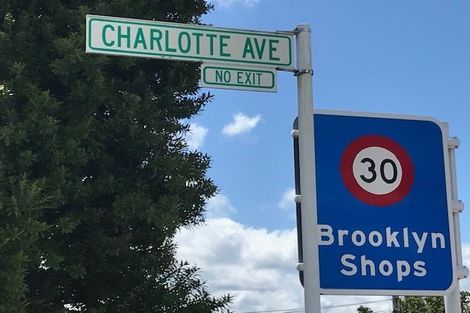 CHARLOTTE AVE
NO EXIT
30
Brooklyn
Shops